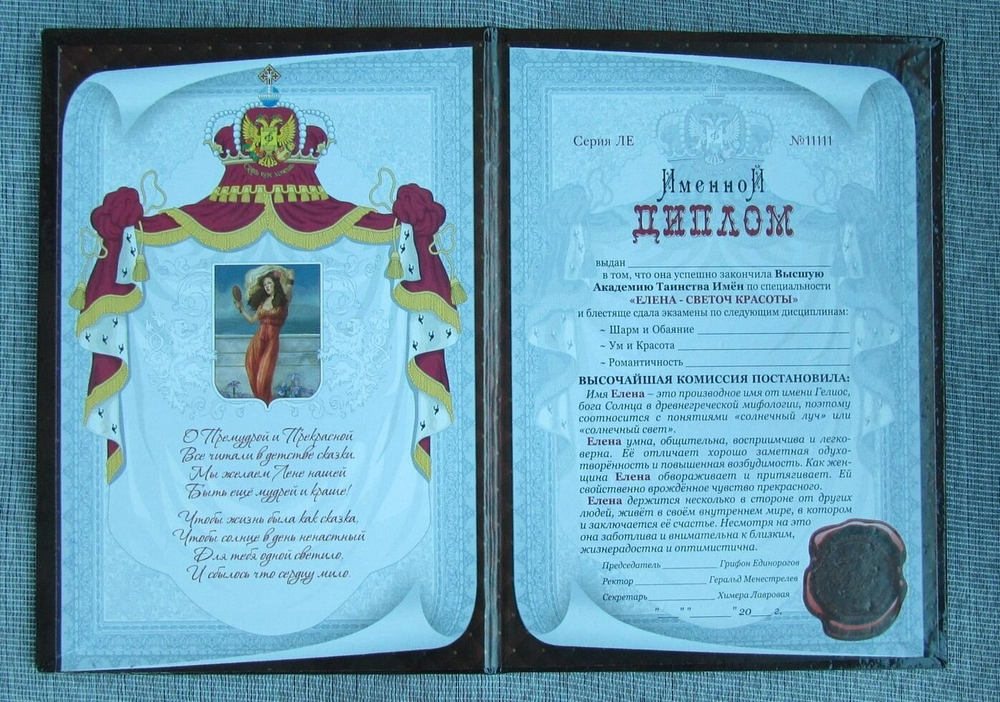 О Премудрой и Прекрасной
Все читали в детстве сказки.
Мы желаем Лене нашей
Быть ещё мудрей и краше!
Чтобы жизнь была как сказка,
Чтобы солнце в день ненастный
Для тебя одной светило,
И сбылось что сердцу мило.
Серия ЛЕ №11111
ИменноЙ
ДИПЛОМ
выдан
в том, что она успешно закончила Высшую
Академию Таинства Имён по специальности
«ЕЛЕНА - СВЕТОЧ КРАСОТЫ»
и блестяще сдала экзамены по следующим дисциплинам:
~ Шарм и Обаяние
~ Ум и Красота
~ Романтичность
ВЫСОЧАЙШАЯ КОМИССИЯ ПОСТАНОВИЛА:
Имя Елена – это производное имя от имени Гелиос,
бога Солнца в древнегреческой мифологии, поэтому
соотносится с понятиями «солнечный луч» или
«солнечный свет».
Елена умна, общительна, восприимчива и легко-
верна. Её отличает хорошо заметная одухо-
творённость и повышенная возбудимость. Как жен-
щина Елена обвораживает и притягивает. Ей
свойственно врождённое чувство прекрасного.
Елена держится несколько в стороне от других
людей, живёт в своём внутреннем мире, в котором
и заключается её счастье. Несмотря на это
она заботлива и внимательна к близким,
жизнерадостна и оптимистична.
Председатель Грифон Единорогов
Ректор Геральд Менестрелев
Секретарь Химера Лавровая
"___" "_______" 20___ г.